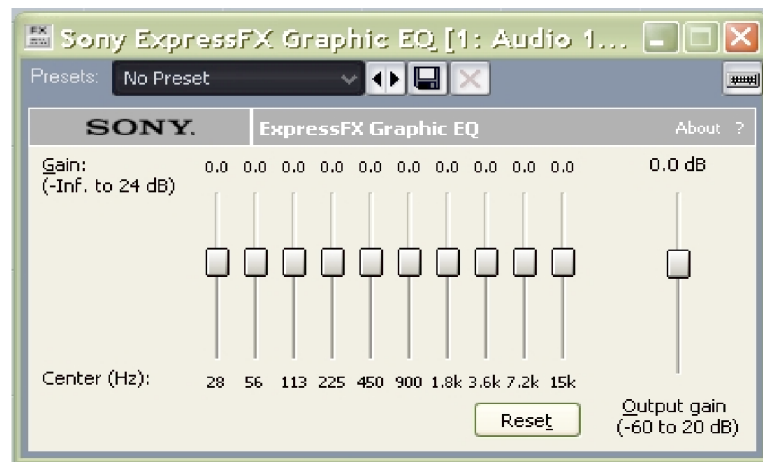 FX
Sony ExpressFX Graphic EQ [1: Audio 1...
Presets: No Preset
SONY. ExpressFX Graphic EQ About ?
Gain: 0.0 0.0 0.0 0.0 0.0 0.0 0.0 0.0 0.0 0.0 0.0 dB
(-Inf. to 24 dB)
Center (Hz): 28 56 113 225 450 900 1.8k 3.6k 7.2k 15k
Reset
Output gain
(-60 to 20 dB)